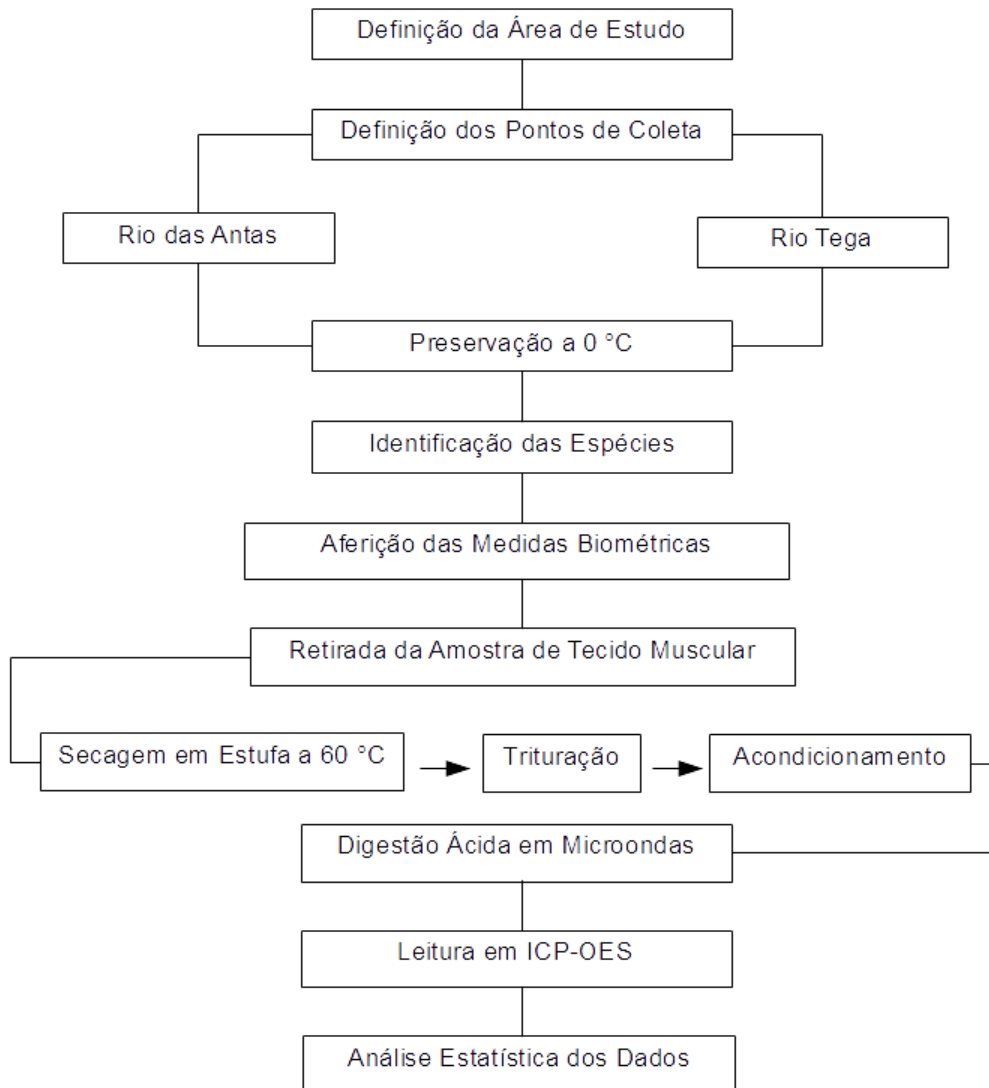 Definição da Área de Estudo
Definição dos Pontos de Coleta
Rio das Antas
Rio Tega
Preservação a 0 °C
Identificação das Espécies
Aferição das Medidas Biométricas
Retirada da Amostra de Tecido Muscular
Secagem em Estufa a 60 °C
Trituração
Acondicionamento
Digestão Ácida em Microondas
Leitura em ICP-OES
Análise Estatística dos Dados